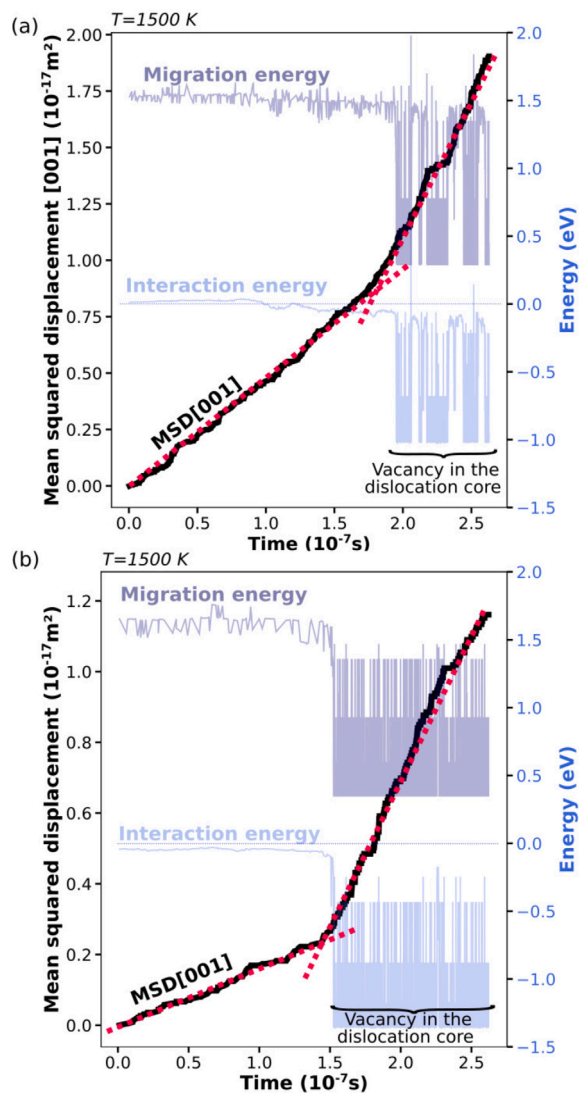 (a)
T=1500 K
Mean squared displacement [001] (10⁻¹⁷m²)
2.00
1.75
1.50
1.25
1.00
0.75
0.50
0.25
0.00
Migration energy
Interaction energy
MSD[001]
Vacancy in the
dislocation core
2.0
1.5
1.0
0.5
0.0
−0.5
−1.0
−1.5
Energy (eV)
0.0 0.5 1.0 1.5 2.0 2.5
Time (10⁻⁷s)
(b)
T=1500 K
Mean squared displacement (10⁻¹⁷m²)
1.2
1.0
0.8
0.6
0.4
0.2
0.0
Migration energy
Interaction energy
MSD[001]
Vacancy in the
dislocation core
2.0
1.5
1.0
0.5
0.0
−0.5
−1.0
−1.5
Energy (eV)
0.0 0.5 1.0 1.5 2.0 2.5
Time (10⁻⁷s)